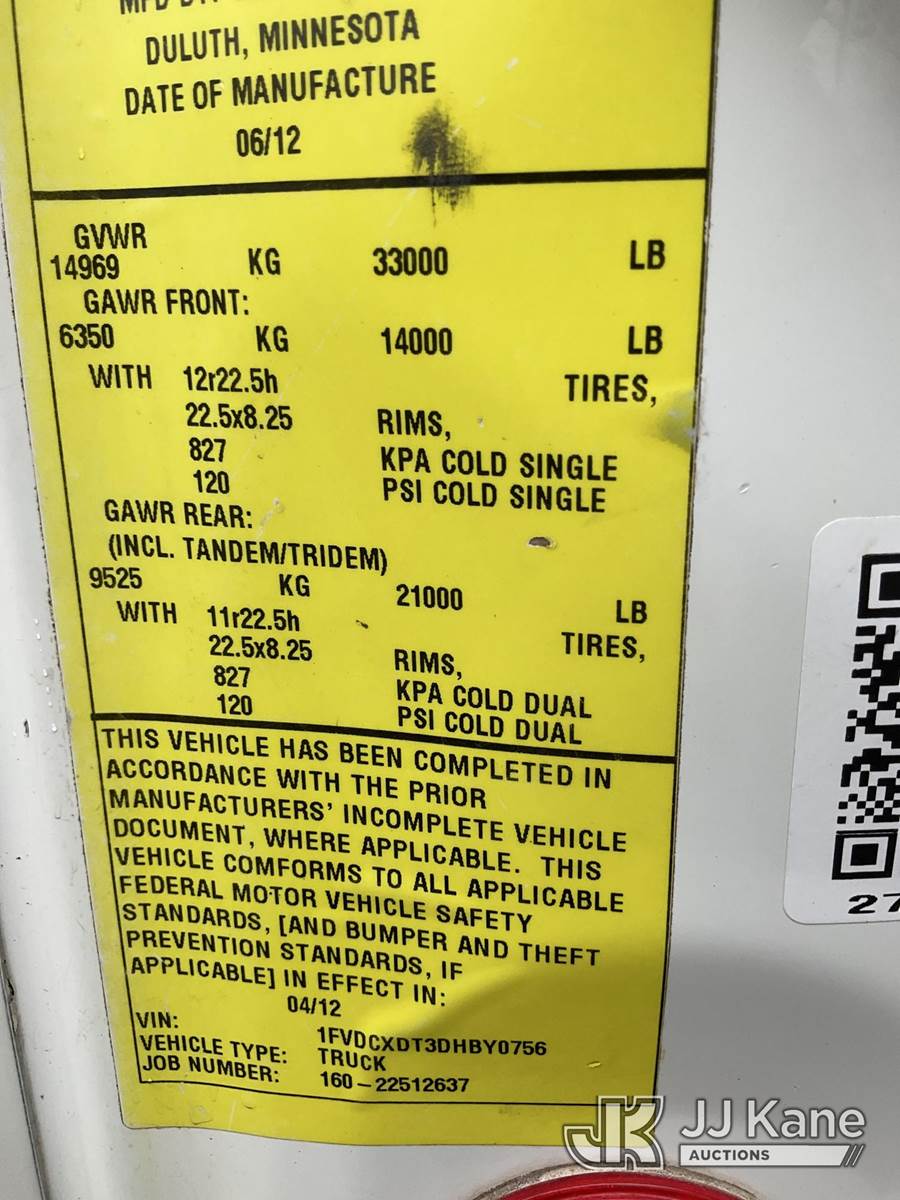 DULUTH, MINNESOTA
DATE OF MANUFACTURE
06/12
GVWR
14969 KG 33000 LB
GAWR FRONT:
6350 KG 14000 LB
WITH 12r22.5h TIRES,
22.5x8.25 RIMS,
827 KPA COLD SINGLE
120 PSI COLD SINGLE
GAWR REAR:
(INCL. TANDEM/TRIDEM)
9525 KG 21000 LB
WITH 11r22.5h TIRES,
22.5x8.25 RIMS,
827 KPA COLD DUAL
120 PSI COLD DUAL
THIS VEHICLE HAS BEEN COMPLETED IN
ACCORDANCE WITH THE PRIOR
MANUFACTURERS' INCOMPLETE VEHICLE
DOCUMENT, WHERE APPLICABLE. THIS
VEHICLE COMFORMS TO ALL APPLICABLE
FEDERAL MOTOR VEHICLE SAFETY
STANDARDS, [AND BUMPER AND THEFT
PREVENTION STANDARDS, IF
APPLICABLE] IN EFFECT IN:
04/12
VIN: 1FVDCXDT3DHBY0756
VEHICLE TYPE: TRUCK
JOB NUMBER: 160-22512637
27
JK JJ Kane
AUCTIONS